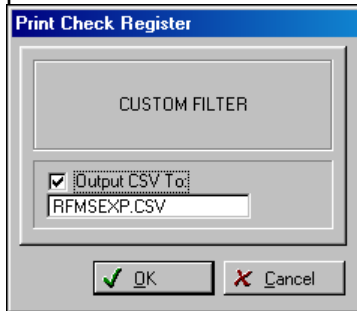 Print Check Register
CUSTOM FILTER
Output CSV To:
RFMSEXP.CSV
OK
Cancel